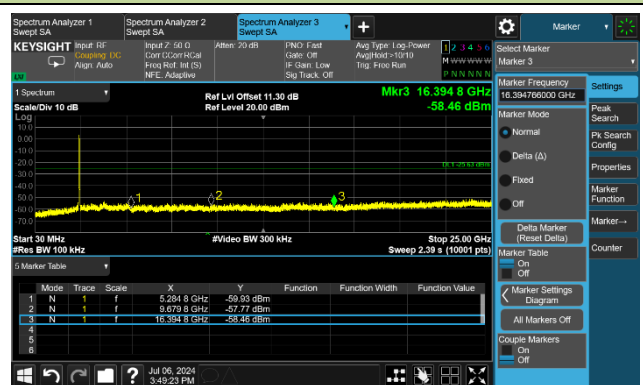 Spectrum Analyzer 1
Swept SA
Spectrum Analyzer 2
Swept SA
Spectrum Analyzer 3
Swept SA
Marker
KEYSIGHT
Input: RF
Coupling: DC
Align: Auto
Input Z: 50 Ω
Corr CCorr RCal
Freq Ref: Int (S)
NFE: Adaptive
Atten: 20 dB
PNO: Fast
Gate: Off
IF Gain: Low
Sig Track: Off
Avg Type: Log-Power
Avg|Hold:>10/10
Trig: Free Run
1 2 3 4 5 6
M W W W W W
P N N N N N
LW
Select Marker
Marker 3
1 Spectrum
Scale/Div 10 dB
Ref Lvl Offset 11.30 dB
Ref Level 20.00 dBm
Mkr3 16.394 8 GHz
-58.46 dBm
Log
10.0
0.00
-10.0
-20.0
-30.0
-40.0
-50.0
-60.0
-70.0
DL1 -25.63 dBm
1
2
3
Start 30 MHz
#Res BW 100 kHz
#Video BW 300 kHz
Stop 25.00 GHz
Sweep 2.39 s (10001 pts)
5 Marker Table
Mode Trace Scale X Y Function Function Width Function Value
1 N 1 f 5.284 8 GHz -59.93 dBm
2 N 1 f 9.679 8 GHz -57.77 dBm
3 N 1 f 16.394 8 GHz -58.46 dBm
4
5
6
Marker Frequency
16.394766000 GHz
Marker Mode
Normal
Delta (Δ)
Fixed
Off
Delta Marker
(Reset Delta)
Marker Table
On
Off
Marker Settings
Diagram
All Markers Off
Couple Markers
On
Off
Settings
Peak
Search
Pk Search
Config
Properties
Marker
Function
Marker→
Counter
?
Jul 06, 2024
3:49:23 PM